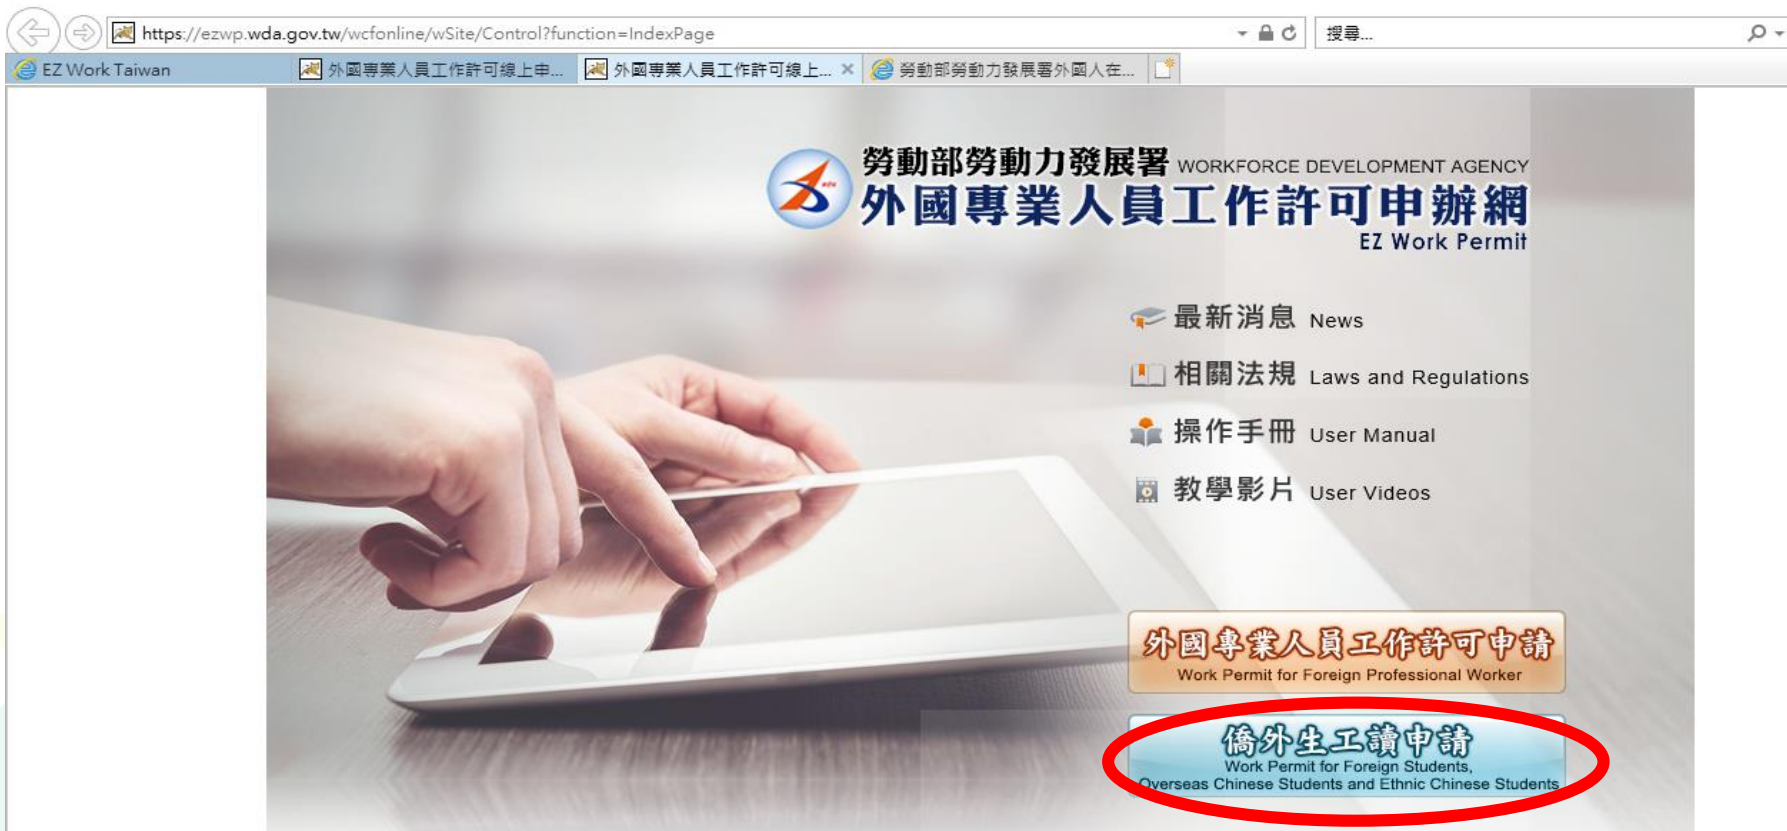 https://ezwp.wda.gov.tw/wcfonline/wSite/Control?function=IndexPage
搜尋...
EZ Work Taiwan
外國專業人員工作許可線上申...
外國專業人員工作許可線上...
勞動部勞動力發展署外國人在...
勞動部勞動力發展署 WORKFORCE DEVELOPMENT AGENCY
外國專業人員工作許可申辦網
EZ Work Permit
最新消息 News
相關法規 Laws and Regulations
操作手冊 User Manual
教學影片 User Videos
外國專業人員工作許可申請
Work Permit for Foreign Professional Worker
僑外生工讀申請
Work Permit for Foreign Students,
Overseas Chinese Students and Ethnic Chinese Students